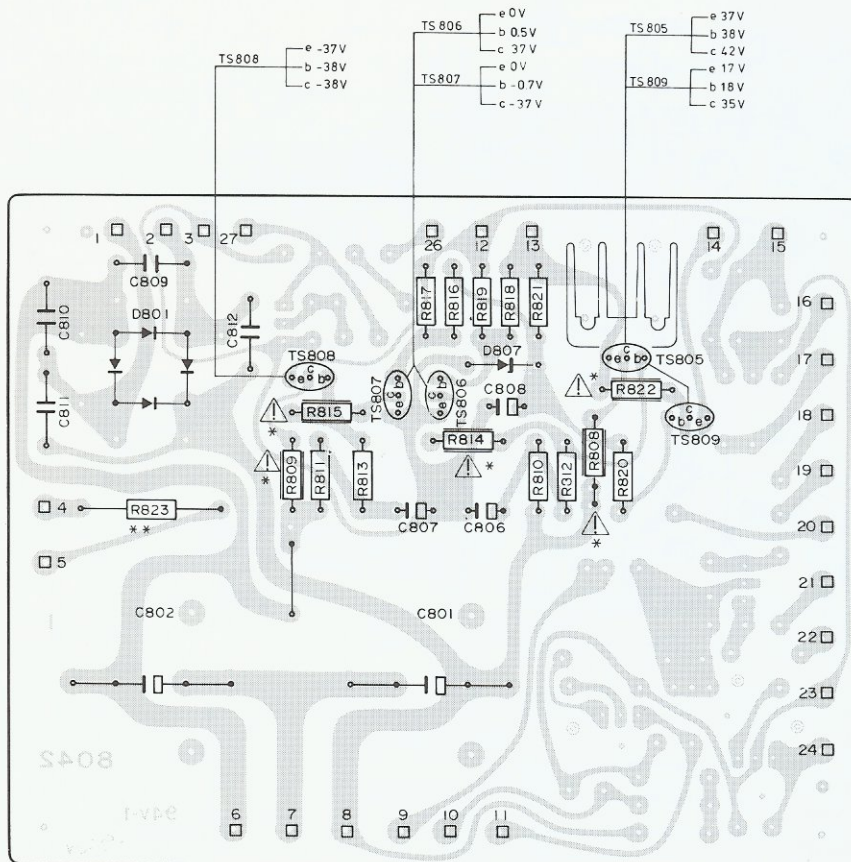 TS808
e -37V
b -38V
c -38V
TS806
e 0V
b 0.5V
c 37V
TS807
e 0V
b -0.7V
c -37V
TS805
e 37V
b 38V
c 42V
TS809
e 17V
b 18V
c 35V
1 2 3 27 26 12 13 14 15
C809
C810
D801
C812
R817 R816 R819 R818 R821
16
TS808
e c b
D807
e c b
TS805
17
C811
TS807
b c e
b c e
TS806
C808
*
R822
R815
*
b c e
TS809
18
R814
*
*
R809 R811 R813
R810 R312 R808 R820
19
4
R823
**
C807
C806
*
20
5
21
C802
C801
22
23
8042
24
94V-1
6 7 8 9 10 11